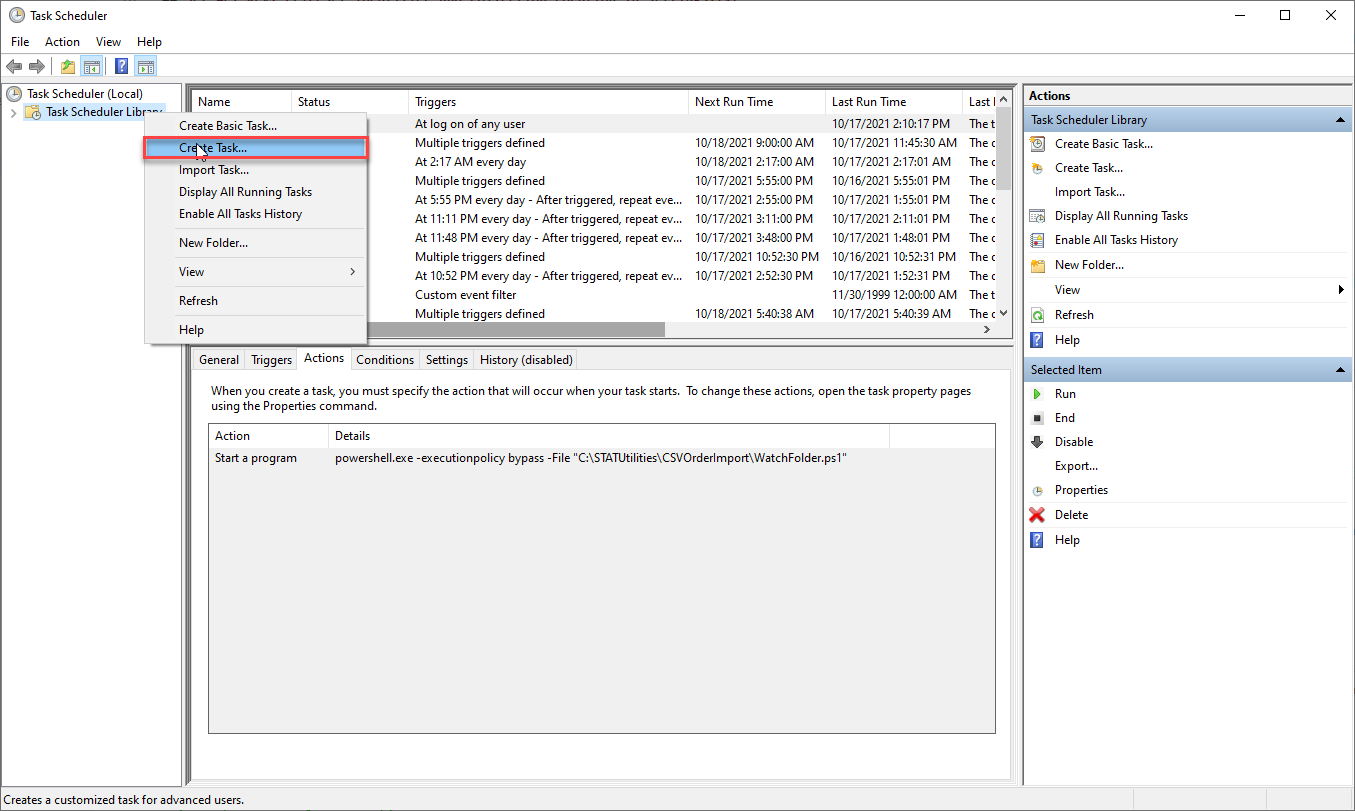 Task Scheduler
File Action View Help
Task Scheduler (Local)
Task Scheduler Library
Create Basic Task...
Create Task...
Import Task...
Display All Running Tasks
Enable All Tasks History
New Folder...
View
Refresh
Help
Name Status Triggers Next Run Time Last Run Time Last
At log on of any user 10/17/2021 2:10:17 PM The t
Multiple triggers defined 10/18/2021 9:00:00 AM 10/17/2021 11:45:30 AM The c
At 2:17 AM every day 10/18/2021 2:17:00 AM 10/17/2021 2:17:01 AM The c
Multiple triggers defined 10/17/2021 5:55:00 PM 10/16/2021 5:55:01 PM The c
At 5:55 PM every day - After triggered, repeat eve... 10/17/2021 2:55:00 PM 10/17/2021 1:55:01 PM The c
At 11:11 PM every day - After triggered, repeat eve... 10/17/2021 3:11:00 PM 10/17/2021 2:11:01 PM The c
At 11:48 PM every day - After triggered, repeat eve... 10/17/2021 3:48:00 PM 10/17/2021 1:48:01 PM The c
Multiple triggers defined 10/17/2021 10:52:30 PM 10/16/2021 10:52:31 PM The c
At 10:52 PM every day - After triggered, repeat ev... 10/17/2021 2:52:30 PM 10/17/2021 1:52:31 PM The c
Custom event filter 11/30/1999 12:00:00 AM The t
Multiple triggers defined 10/18/2021 5:40:38 AM 10/17/2021 5:40:39 AM The c
General Triggers Actions Conditions Settings History (disabled)
When you create a task, you must specify the action that will occur when your task starts. To change these actions, open the task property pages
using the Properties command.
Action Details
Start a program powershell.exe -executionpolicy bypass -File "C:\STATUtilities\CSVOrderImport\WatchFolder.ps1"
Actions
Task Scheduler Library
Create Basic Task...
Create Task...
Import Task...
Display All Running Tasks
Enable All Tasks History
New Folder...
View
Refresh
Help
Selected Item
Run
End
Disable
Export...
Properties
Delete
Help
Creates a customized task for advanced users.